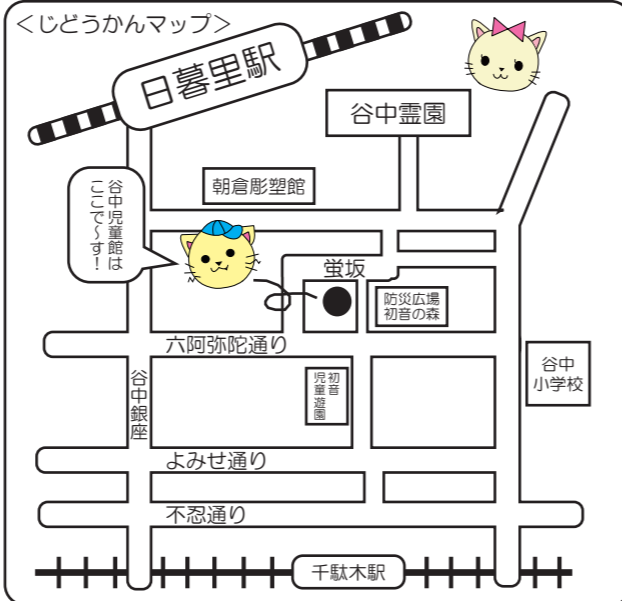 ＜じどうかんマップ＞
日暮里駅
谷中霊園
朝倉彫塑館
谷中児童館は
ここで～す！
蛍坂
防災広場
初音の森
六阿弥陀通り
谷中
小学校
初音
児童遊園
谷中銀座
よみせ通り
不忍通り
千駄木駅